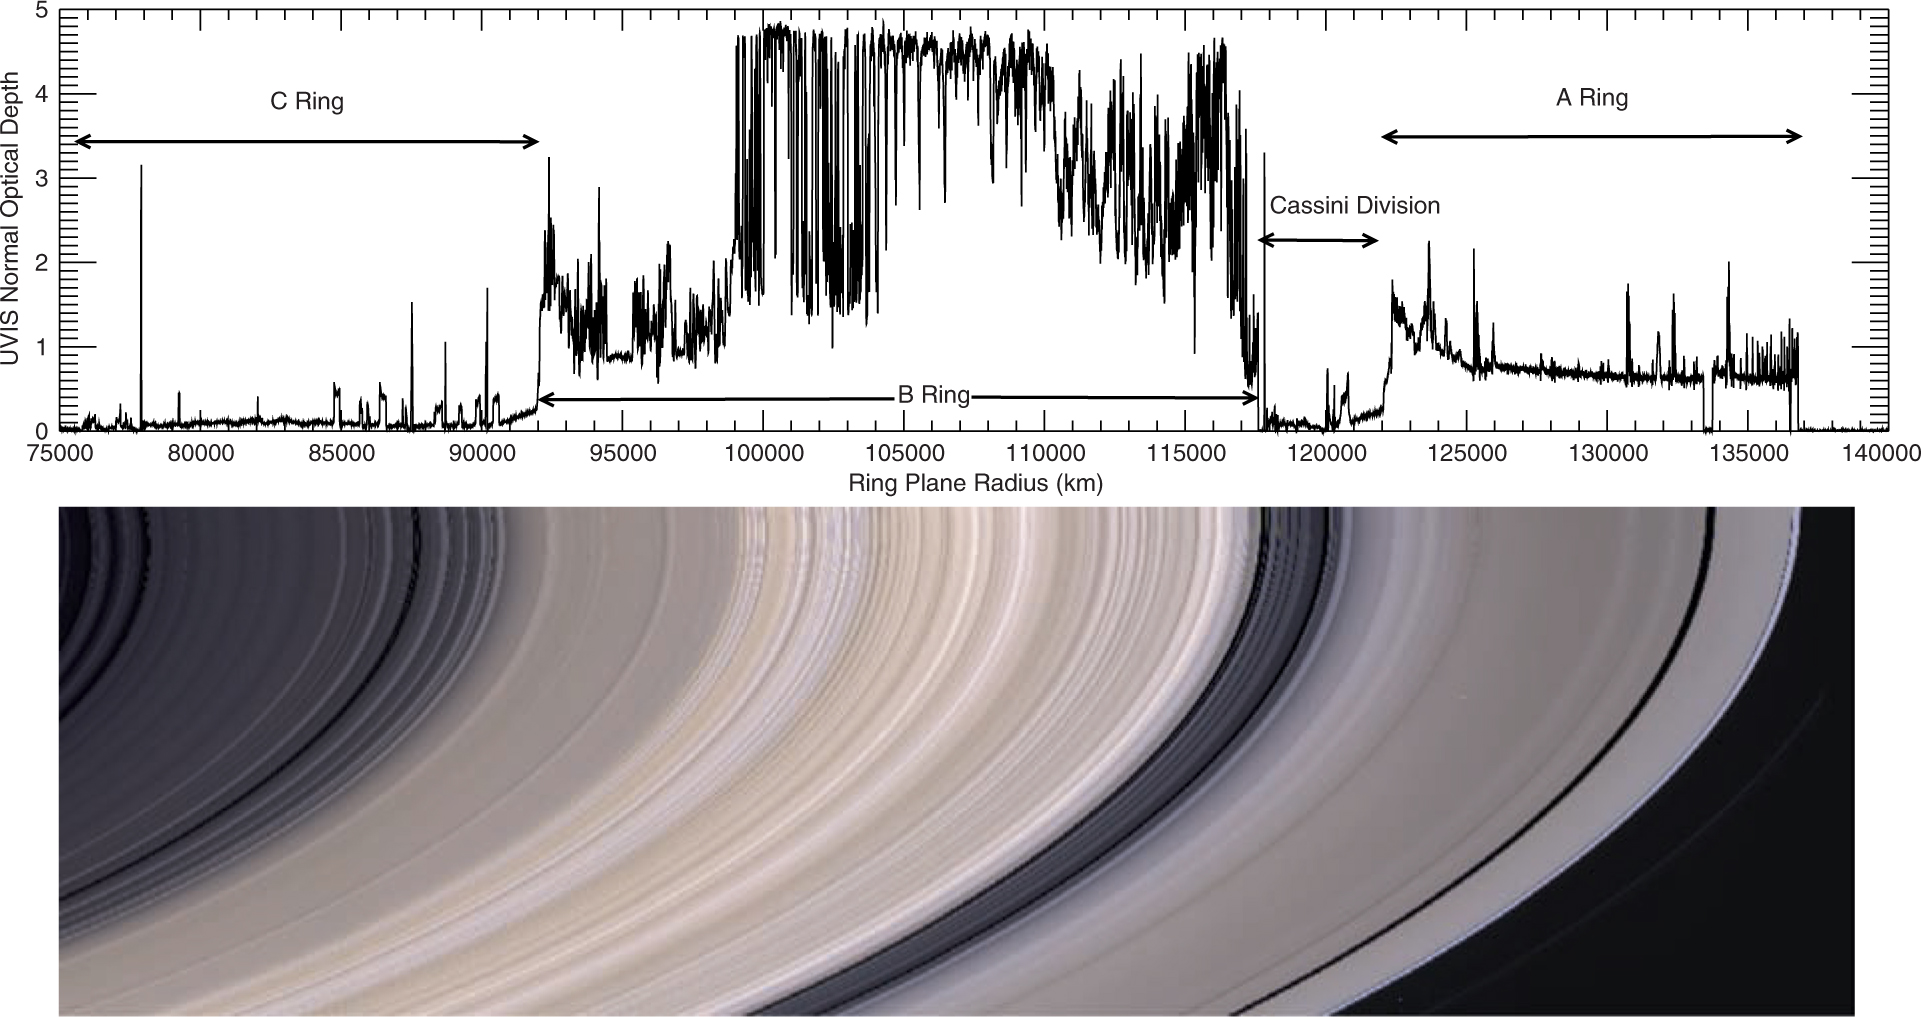 5
4
3
2
1
0
UVIS Normal Optical Depth
C Ring
A Ring
Cassini Division
B Ring
75000 80000 85000 90000 95000 100000 105000 110000 115000 120000 125000 130000 135000 140000
Ring Plane Radius (km)